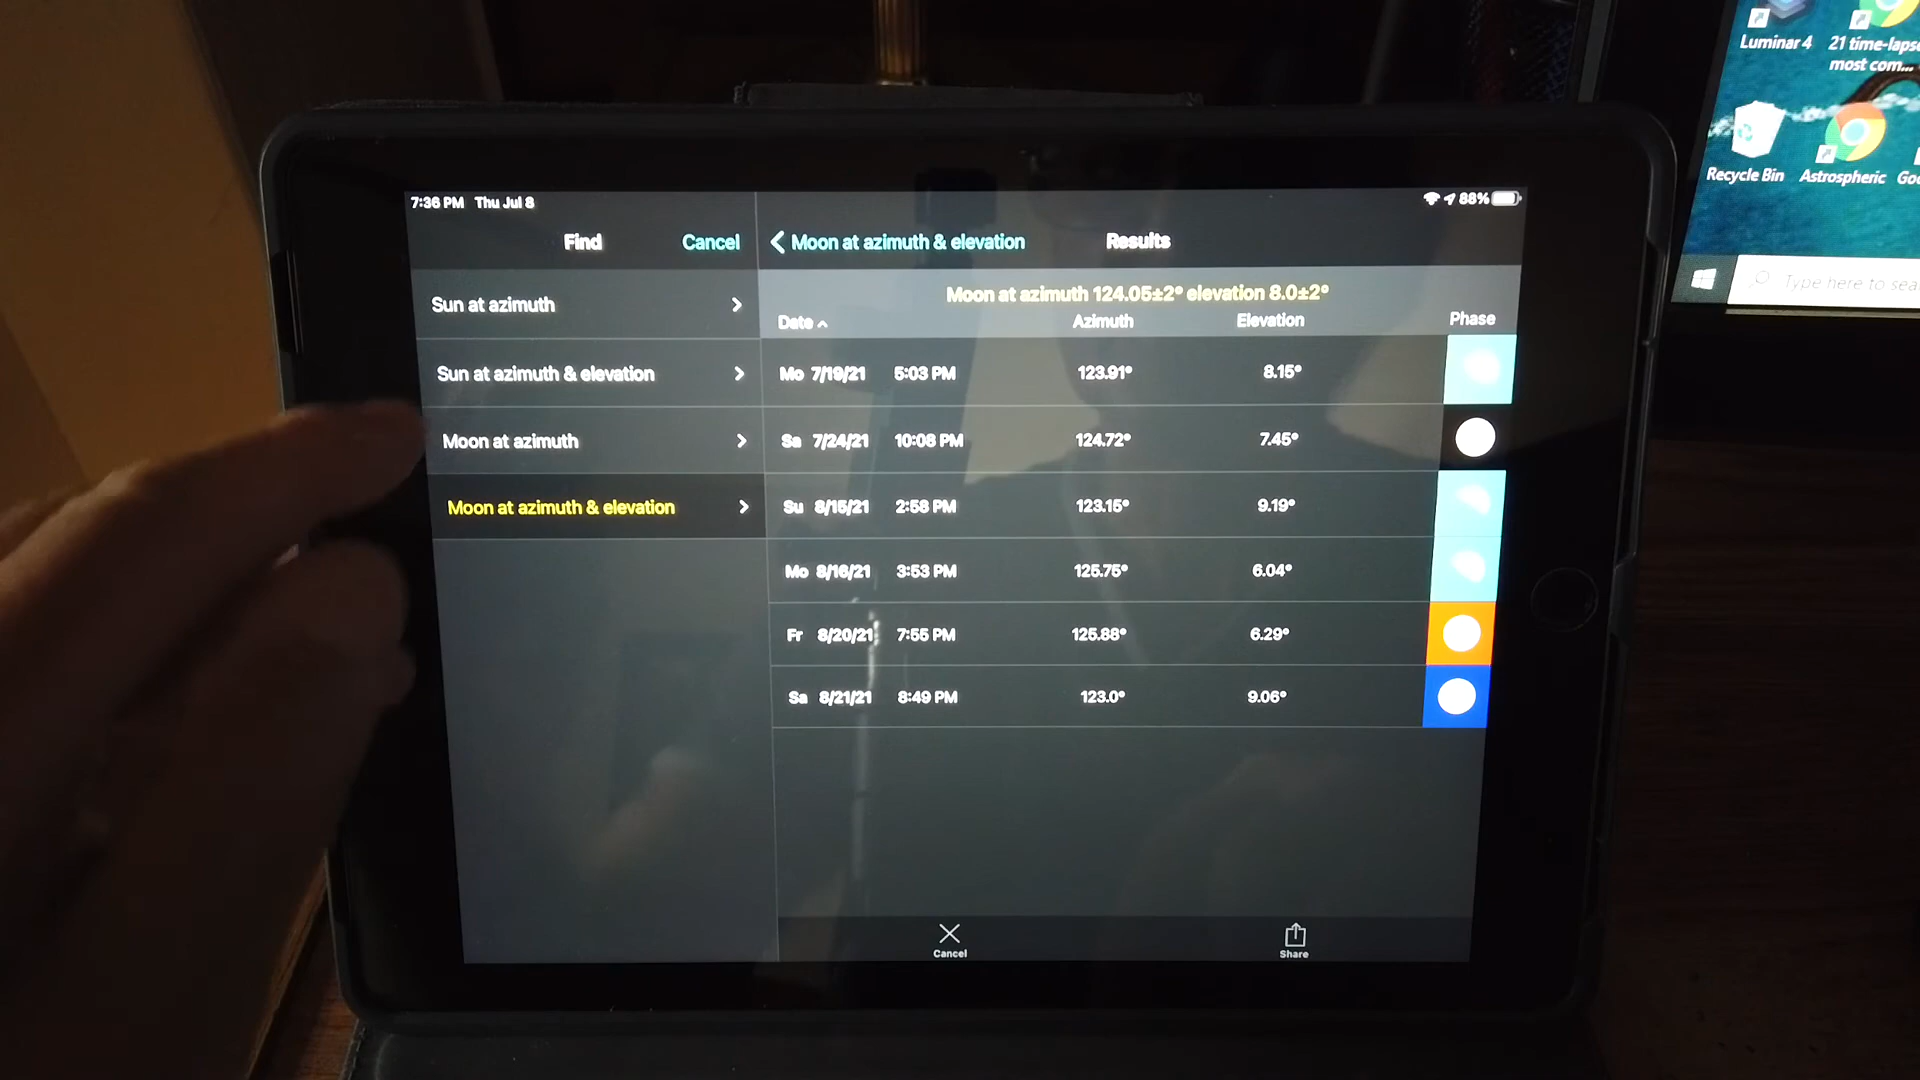 7:36 PM Thu Jul 8
88%
Find
Cancel
Sun at azimuth
Sun at azimuth & elevation
Moon at azimuth
Moon at azimuth & elevation
Moon at azimuth & elevation
Results
Moon at azimuth 124.05±2° elevation 8.0±2°
Date Azimuth Elevation Phase
Mo 7/19/21 5:03 PM 123.91° 8.15°
Sa 7/24/21 10:08 PM 124.72° 7.45°
Su 8/15/21 2:58 PM 123.15° 9.19°
Mo 8/16/21 3:53 PM 125.75° 6.04°
Fr 8/20/21 7:55 PM 125.88° 6.29°
Sa 8/21/21 8:49 PM 123.0° 9.06°
Cancel
Share
Luminar 4
21 time-lapse
most com...
Recycle Bin
Astrospheric
Goo
Type here to sea